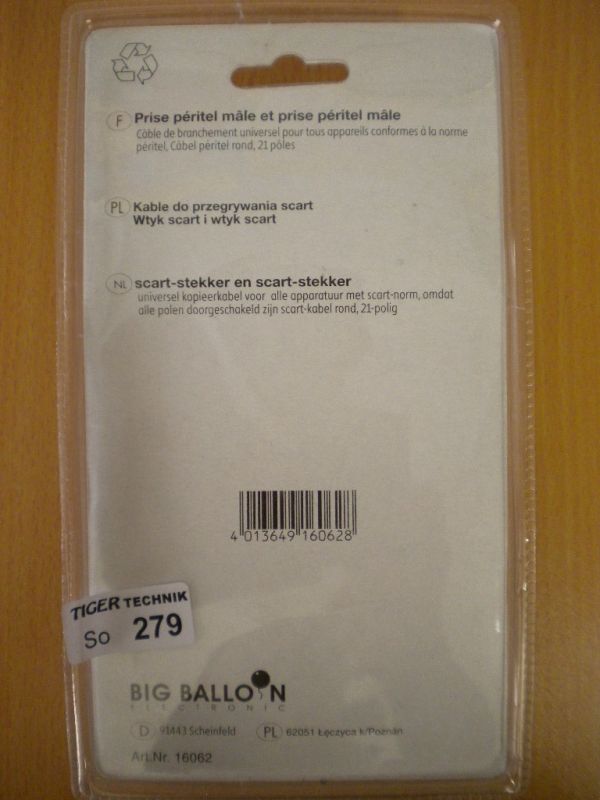 F Prise péritel mâle et prise péritel mâle
Câble de branchement universel pour tous appareils conformes à la norme
péritel, Câbel péritel rond, 21 pôles
PL Kable do przegrywania scart
Wtyk scart i wtyk scart
NL scart-stekker en scart-stekker
universel kopieerkabel voor alle apparatuur met scart-norm, omdat
alle polen doorgeschakeld zijn scart-kabel rond, 21-polig
4 013649 160628
TIGER TECHNIK
So 279
BIG BALLOON
ELECTRONIC
D 91443 Scheinfeld PL 62051 Łęczyca k/Poznań
Art.Nr. 16062